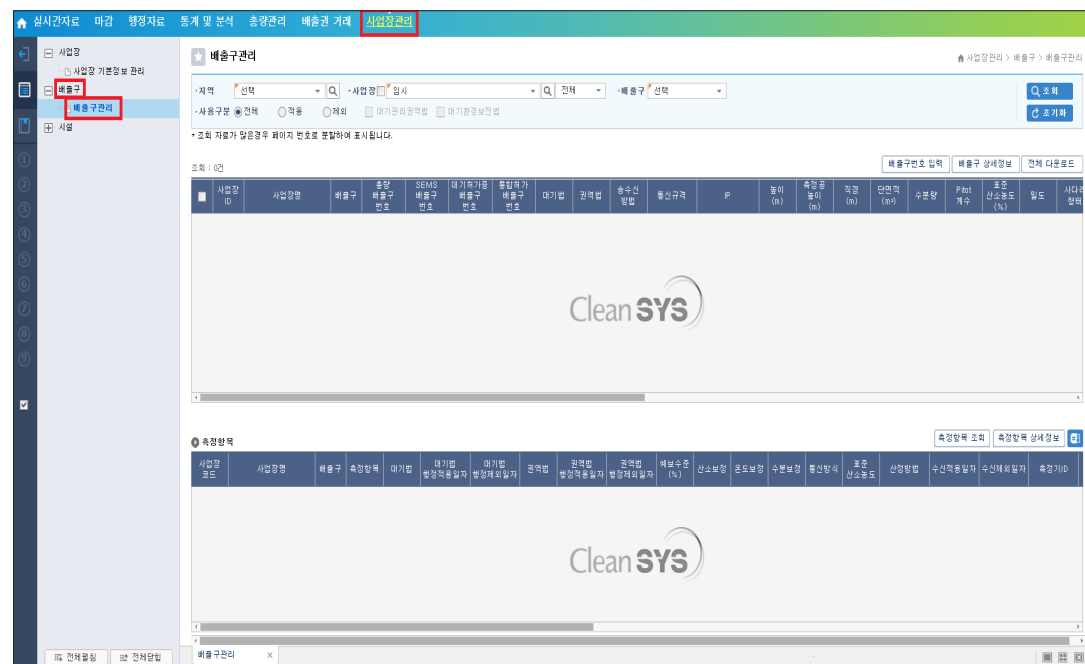 실시간자료 마감 행정자료 통계 및 분석 총량관리 배출권 거래 사업장관리
사업장
사업장 기본정보 관리
배출구
배출구관리
시설
① ② ③ ④ ⑤ ⑥ ⑦ ⑧ ⑨
배출구관리
사업장관리 > 배출구 > 배출구관리
·지역 선택 ·사업장 임시 전체 ·배출구 선택 조회
·사용구분 전체 적용 제외 대기관리권역법 대기환경보전법 초기화
* 조회 자료가 많은경우 페이지 번호로 분할하여 표시됩니다.
조회 : 0건 배출구번호 입력 배출구 상세정보 전체 다운로드
사업장 ID 사업장명 배출구 총량 배출구 번호 SEMS 배출구 번호 대기허가증 배출구 번호 통합허가 배출구 번호 대기법 권역법 송수신 방법 통신규격 IP 높이 (m) 측정공 높이 (m) 직경 (m) 단면적 (m²) 수분량 Pitot 계수 표준 산소농도 (%) 밀도 사다리 형태
Clean SYS
측정항목 측정항목 조회 측정항목 상세정보
사업장 코드 사업장명 배출구 측정항목 대기법 대기법 행정적용일자 대기법 행정제외일자 권역법 권역법 행정적용일자 권역법 행정제외일자 예보수준 (%) 산소보정 온도보정 수분보정 통신방식 표준 산소농도 산정방법 수신적용일자 수신제외일자 측정기ID
Clean SYS
전체펼침 전체닫힘 배출구관리 x